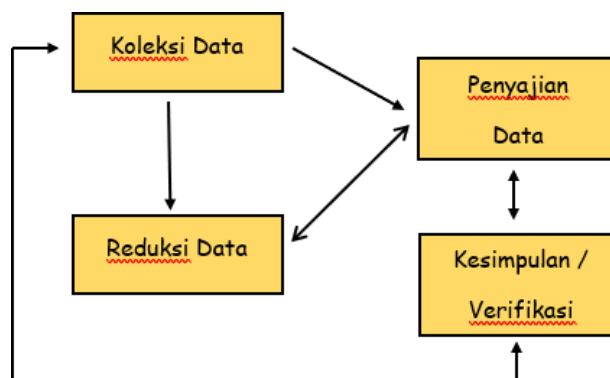 Koleksi Data
Penyajian
Data
Reduksi Data
Kesimpulan /
Verifikasi